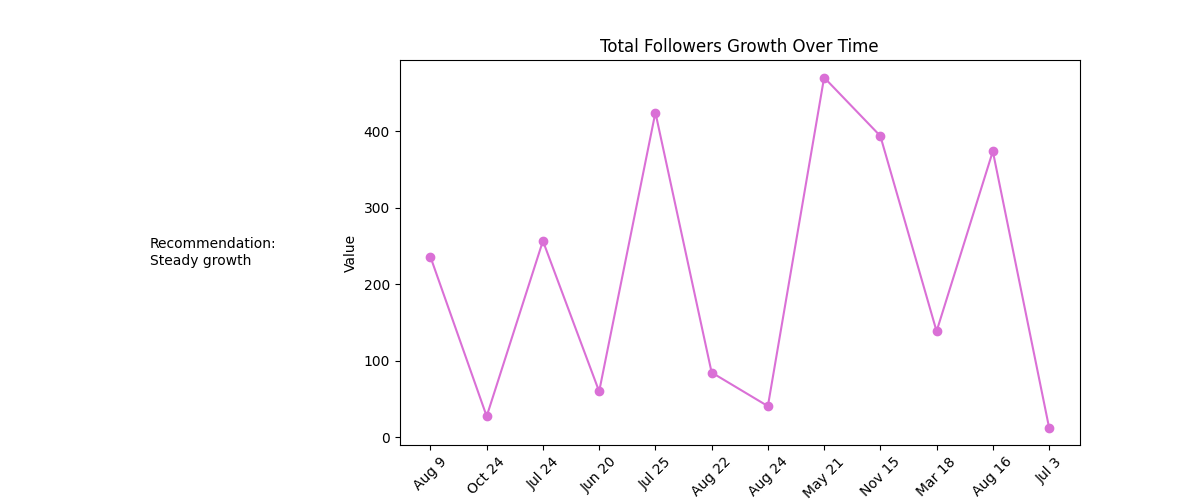 Total Followers Growth Over Time
Recommendation:
Steady growth
Value
400
300
200
100
0
Aug 9
Oct 24
Jul 24
Jun 20
Jul 25
Aug 22
Aug 24
May 21
Nov 15
Mar 18
Aug 16
Jul 3